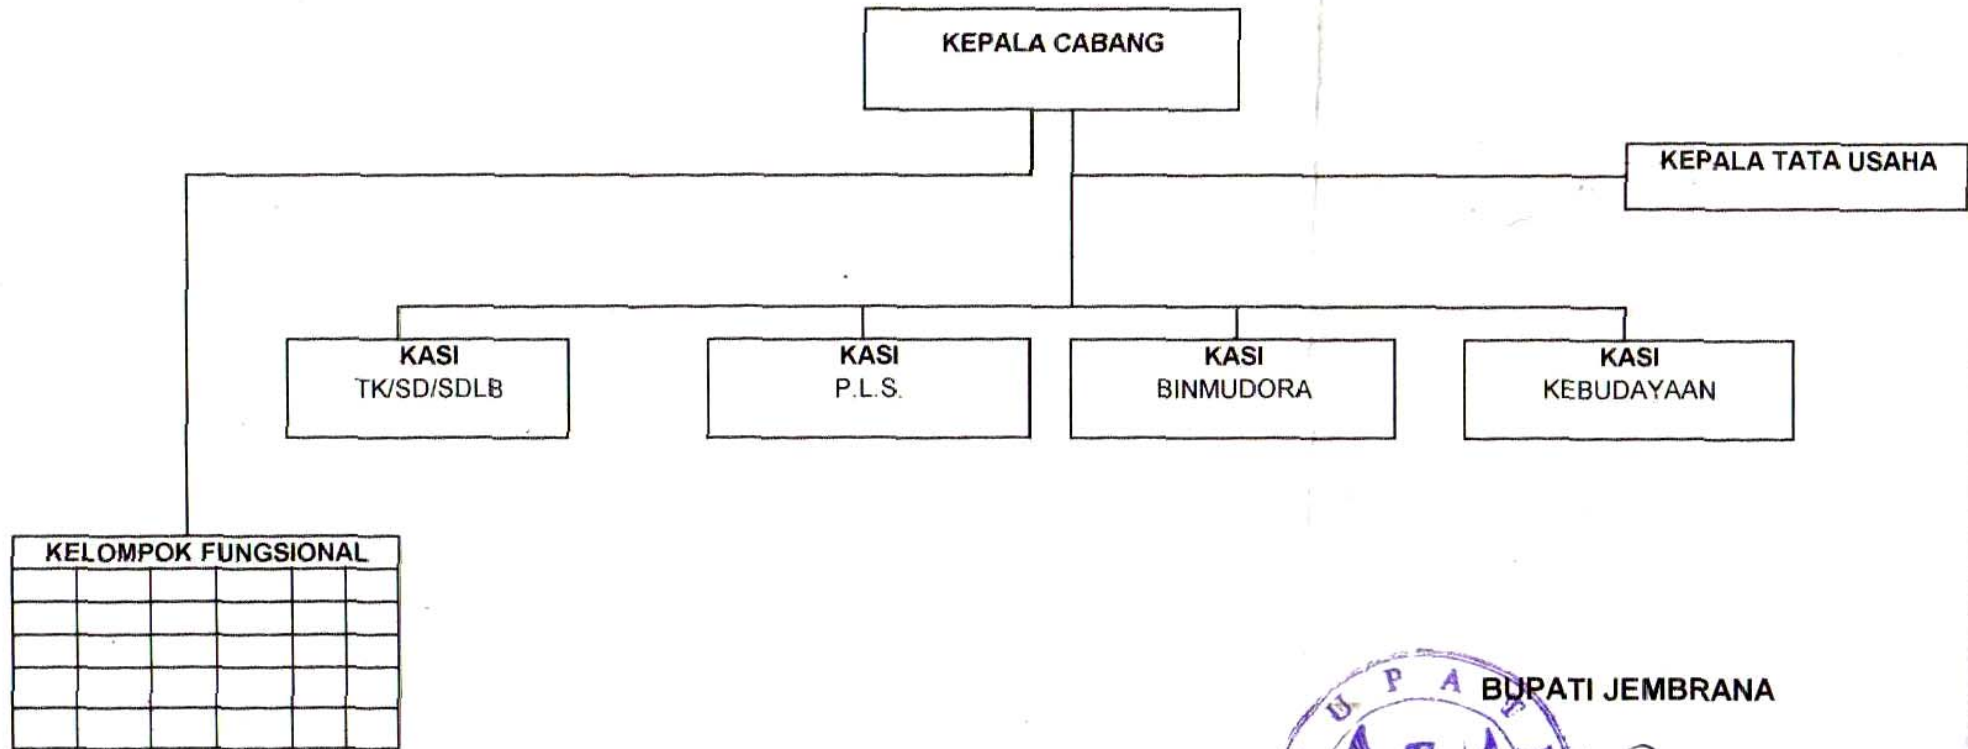 KEPALA CABANG
KEPALA TATA USAHA
KASI
TK/SD/SDLB
KASI
P.L.S.
KASI
BINMUDORA
KASI
KEBUDAYAAN
KELOMPOK FUNGSIONAL
BUPATI JEMBRANA
U P A T